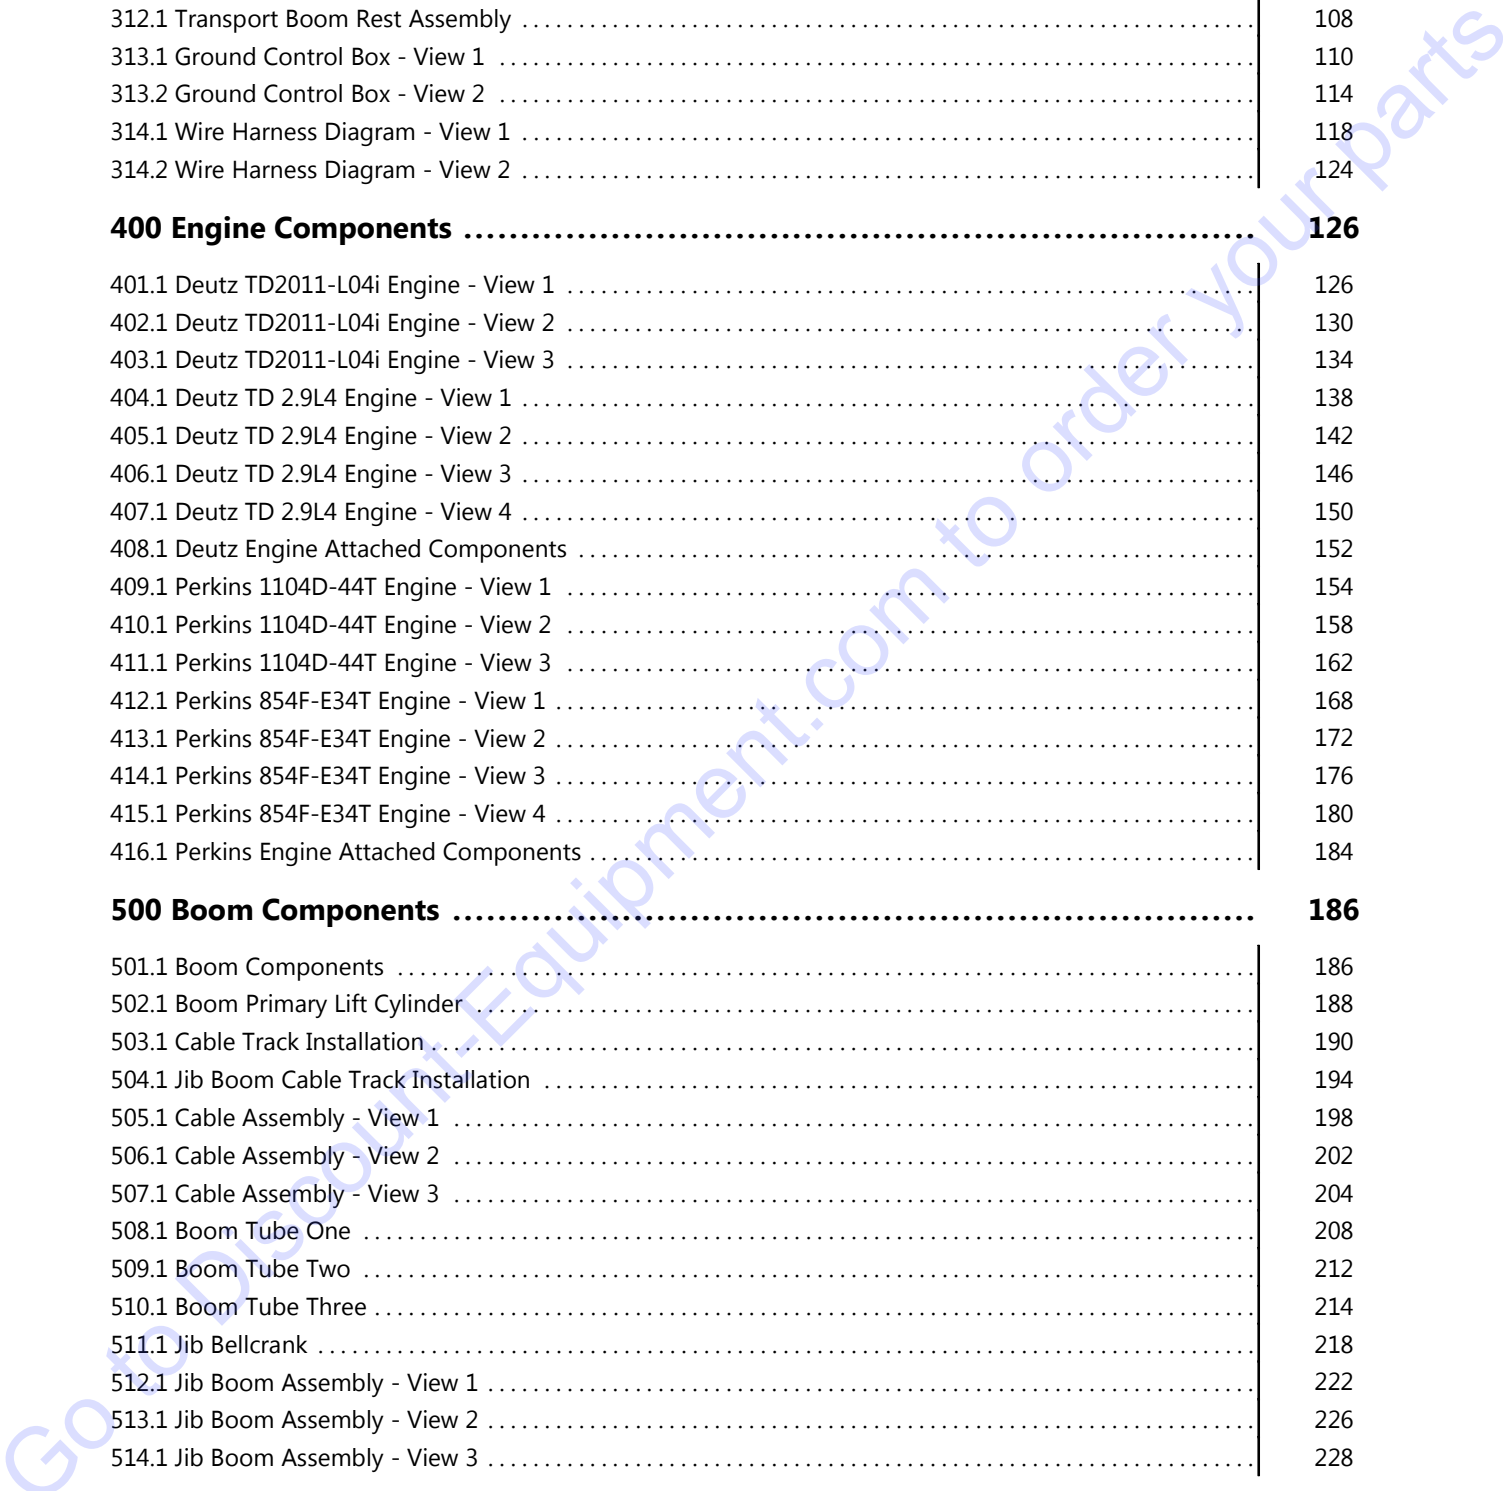 312.1 Transport Boom Rest Assembly 108
313.1 Ground Control Box - View 1 110
313.2 Ground Control Box - View 2 114
314.1 Wire Harness Diagram - View 1 118
314.2 Wire Harness Diagram - View 2 124
400 Engine Components 126
401.1 Deutz TD2011-L04i Engine - View 1 126
402.1 Deutz TD2011-L04i Engine - View 2 130
403.1 Deutz TD2011-L04i Engine - View 3 134
404.1 Deutz TD 2.9L4 Engine - View 1 138
405.1 Deutz TD 2.9L4 Engine - View 2 142
406.1 Deutz TD 2.9L4 Engine - View 3 146
407.1 Deutz TD 2.9L4 Engine - View 4 150
408.1 Deutz Engine Attached Components 152
409.1 Perkins 1104D-44T Engine - View 1 154
410.1 Perkins 1104D-44T Engine - View 2 158
411.1 Perkins 1104D-44T Engine - View 3 162
412.1 Perkins 854F-E34T Engine - View 1 168
413.1 Perkins 854F-E34T Engine - View 2 172
414.1 Perkins 854F-E34T Engine - View 3 176
415.1 Perkins 854F-E34T Engine - View 4 180
416.1 Perkins Engine Attached Components 184
500 Boom Components 186
501.1 Boom Components 186
502.1 Boom Primary Lift Cylinder 188
503.1 Cable Track Installation 190
504.1 Jib Boom Cable Track Installation 194
505.1 Cable Assembly - View 1 198
506.1 Cable Assembly - View 2 202
507.1 Cable Assembly - View 3 204
508.1 Boom Tube One 208
509.1 Boom Tube Two 212
510.1 Boom Tube Three 214
511.1 Jib Bellcrank 218
512.1 Jib Boom Assembly - View 1 222
513.1 Jib Boom Assembly - View 2 226
514.1 Jib Boom Assembly - View 3 228
Go to Discount-Equipment.com to order your parts